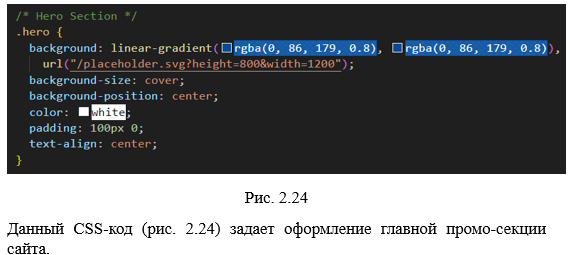 /* Hero Section */
.hero {
background: linear-gradient(rgba(0, 86, 179, 0.8), rgba(0, 86, 179, 0.8)),
url("/placeholder.svg?height=800&width=1200");
background-size: cover;
background-position: center;
color: white;
padding: 100px 0;
text-align: center;
}
Рис. 2.24
Данный CSS-код (рис. 2.24) задает оформление главной промо-секции
сайта.